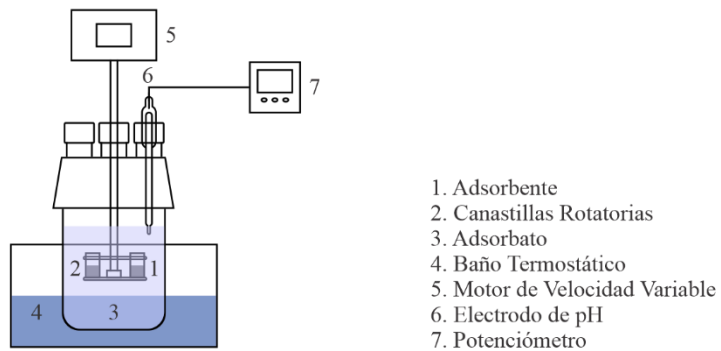 5
6
7
2
1
4
3
1. Adsorbente
2. Canastillas Rotatorias
3. Adsorbato
4. Baño Termostático
5. Motor de Velocidad Variable
6. Electrodo de pH
7. Potenciómetro